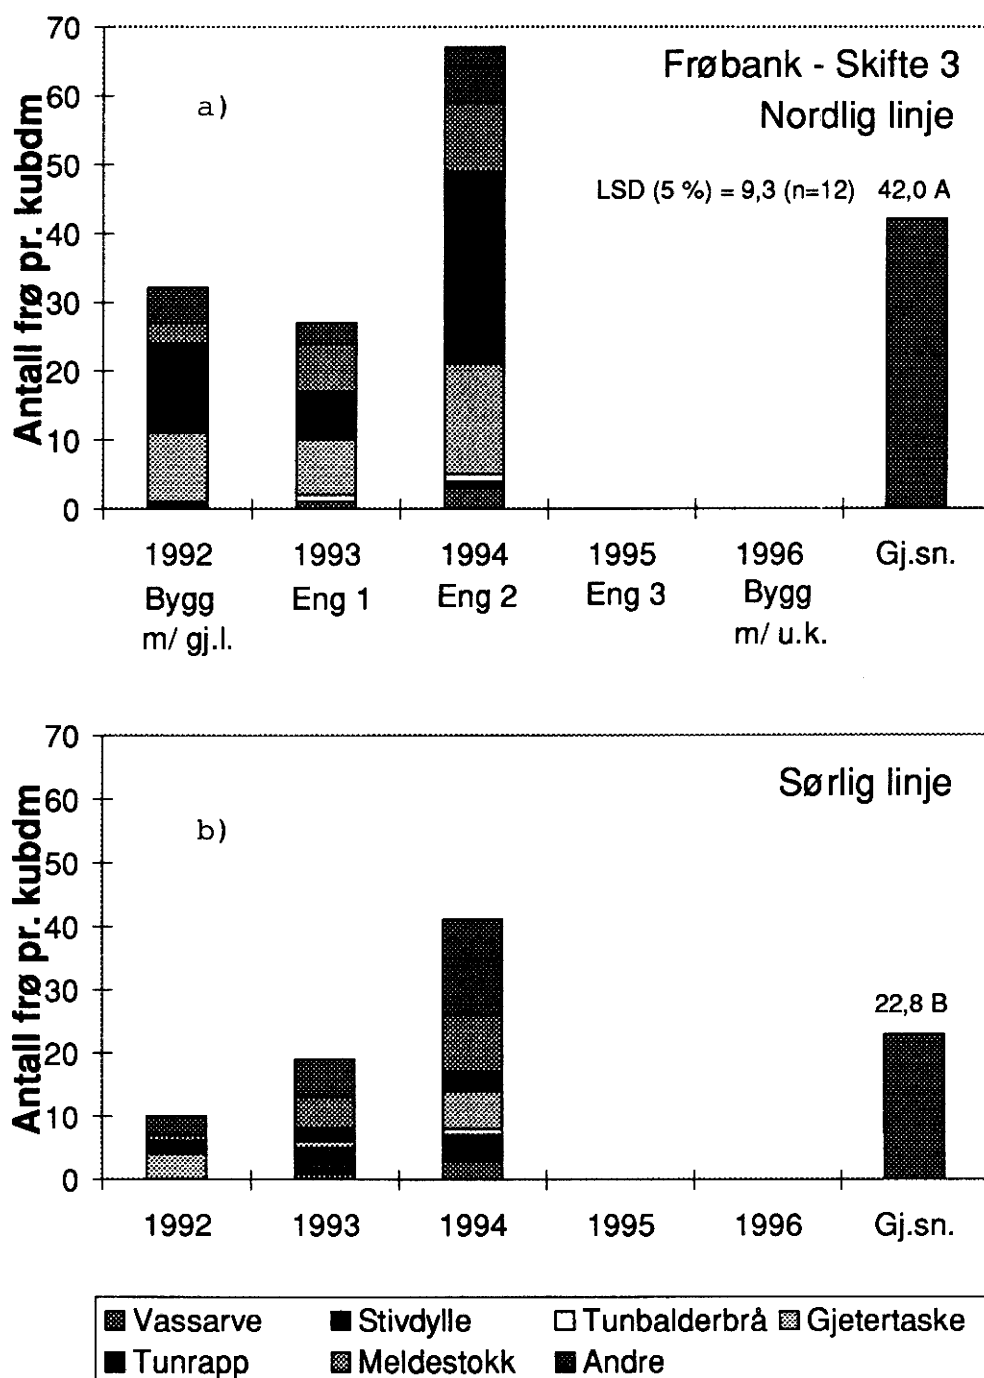 70
60
50
40
30
20
10
0
Antall frø pr. kubdm
a)
Frøbank - Skifte 3
Nordlig linje
LSD (5 %) = 9,3 (n=12) 42,0 A
1992 1993 1994 1995 1996 Gj.sn.
Bygg Eng 1 Eng 2 Eng 3 Bygg
m/ gj.l. m/ u.k.
70
60
50
40
30
20
10
0
Antall frø pr. kubdm
b)
Sørlig linje
22,8 B
1992 1993 1994 1995 1996 Gj.sn.
Vassarve Stivdylle Tunbalderbrå Gjetertaske
Tunrapp Meldestokk Andre